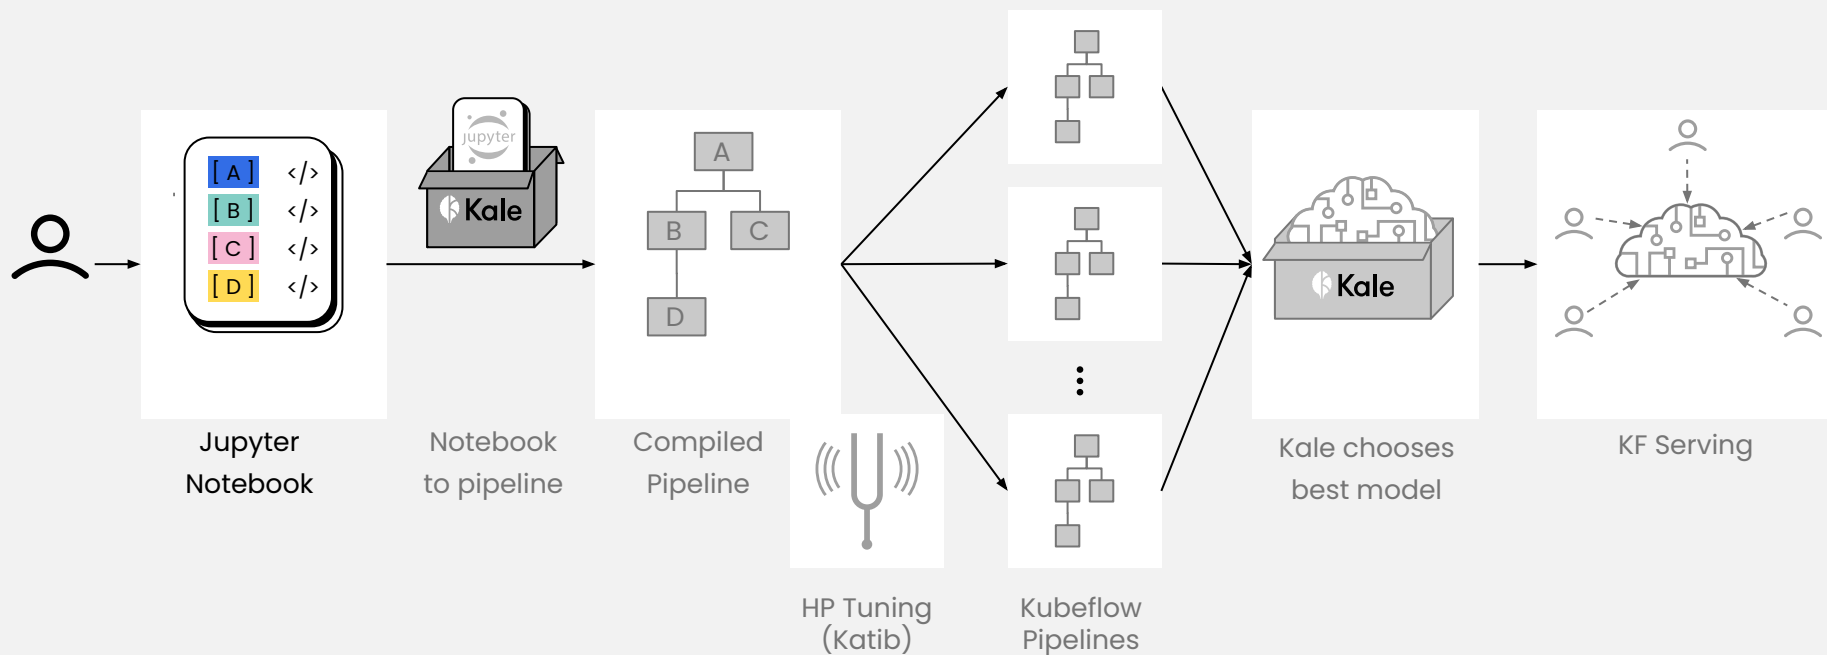 [ A ] </>
[ B ] </>
[ C ] </>
[ D ] </>
Jupyter
Notebook
jupyter
Kale
Notebook
to pipeline
A
B
C
D
Compiled
Pipeline
HP Tuning
(Katib)
Kubeflow
Pipelines
Kale
Kale chooses
best model
KF Serving